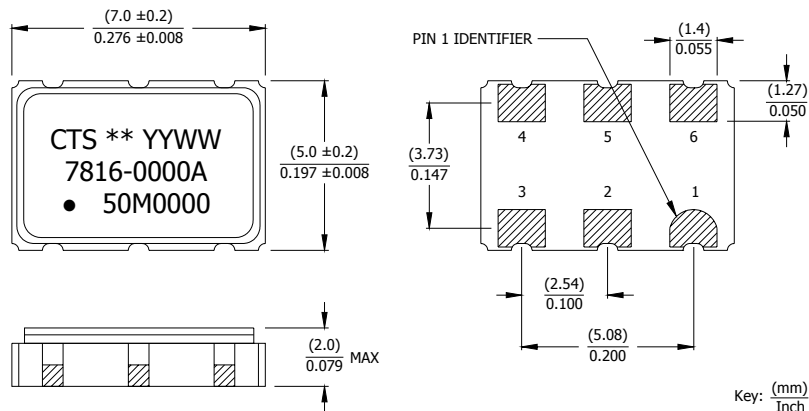 (7.0 ±0.2)
0.276 ±0.008
CTS ** YYWW
7816-0000A
• 50M0000
(5.0 ±0.2)
0.197 ±0.008
(2.0)
0.079 MAX
PIN 1 IDENTIFIER
(1.4)
0.055
(1.27)
0.050
4 5 6
(3.73)
0.147
3 2 1
(2.54)
0.100
(5.08)
0.200
Key: (mm)
Inch